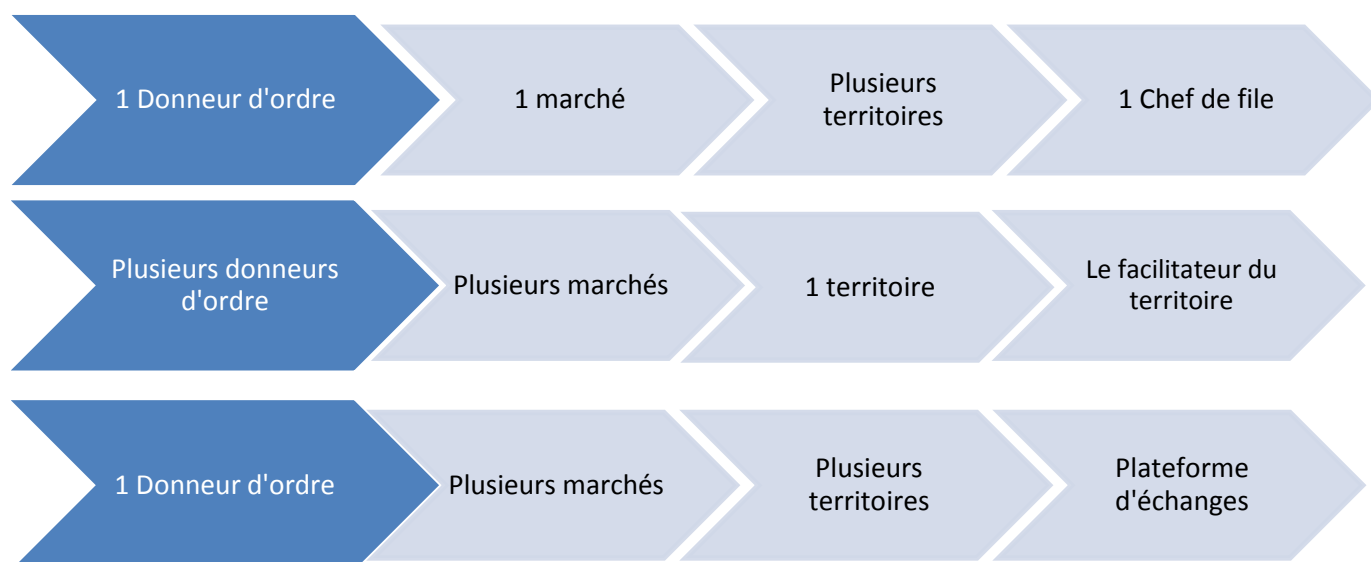 1 Donneur d'ordre
1 marché
Plusieurs
territoires
1 Chef de file
Plusieurs donneurs
d'ordre
Plusieurs marchés
1 territoire
Le facilitateur du
territoire
1 Donneur d'ordre
Plusieurs marchés
Plusieurs
territoires
Plateforme
d'échanges